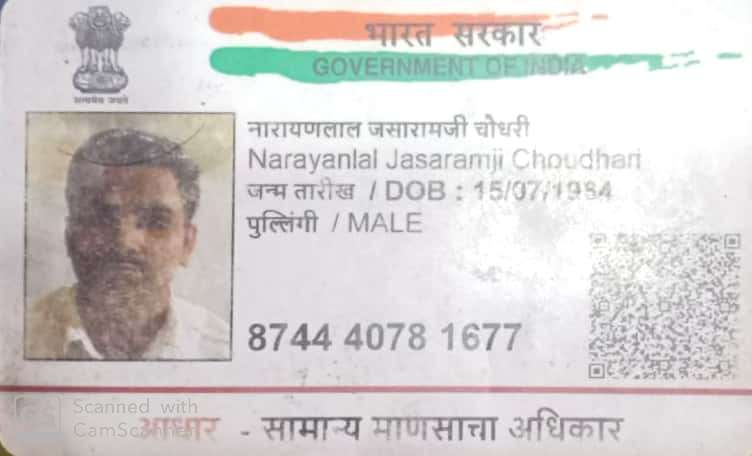 भारत सरकार
GOVERNMENT OF INDIA
सत्यमेव जयते
नारायणलाल जसारामजी चौधरी
Narayanlal Jasaramji Choudhari
जन्म तारीख / DOB : 15/07/1984
पुल्लिंगी / MALE
8744 4078 1677
Scanned with
CamScanner
आधार - सामान्य माणसाचा अधिकार